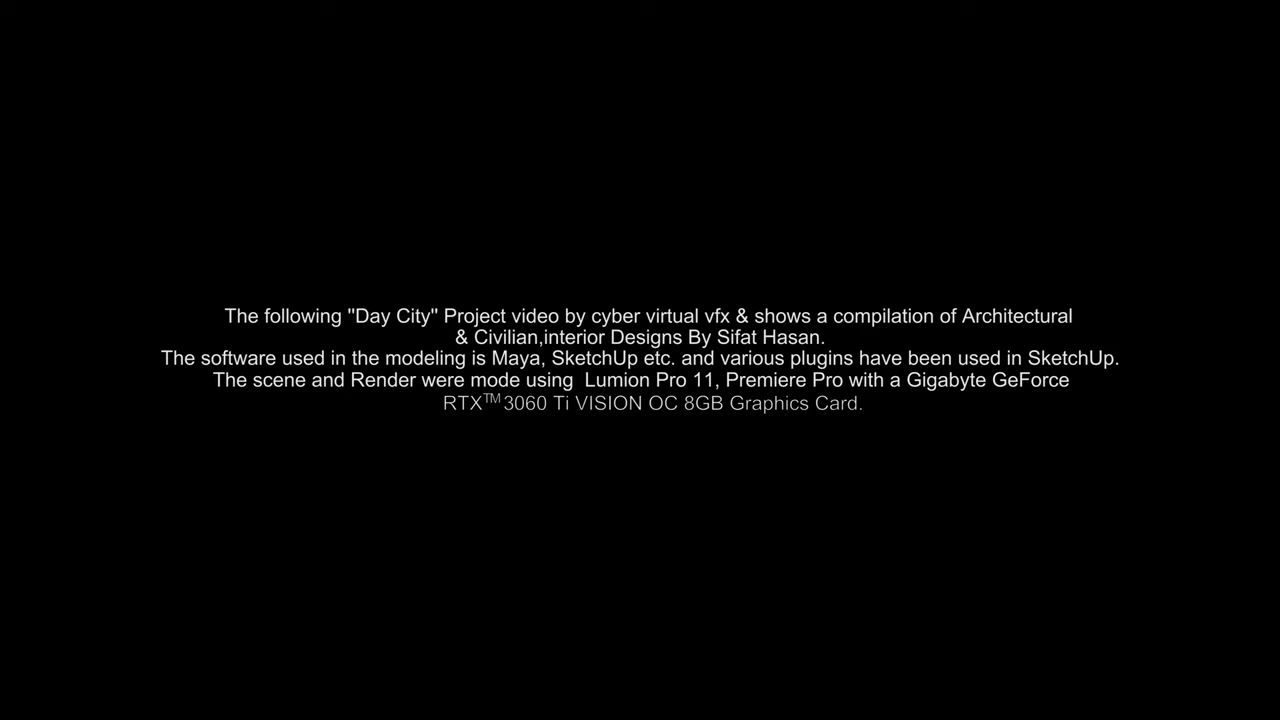 The following "Day City" Project video by cyber virtual vfx & shows a compilation of Architectural
& Civilian,interior Designs By Sifat Hasan.
The software used in the modeling is Maya, SketchUp etc. and various plugins have been used in SketchUp.
The scene and Render were mode using  Lumion Pro 11, Premiere Pro with a Gigabyte GeForce
RTX™ 3060 Ti VISION OC 8GB Graphics Card.